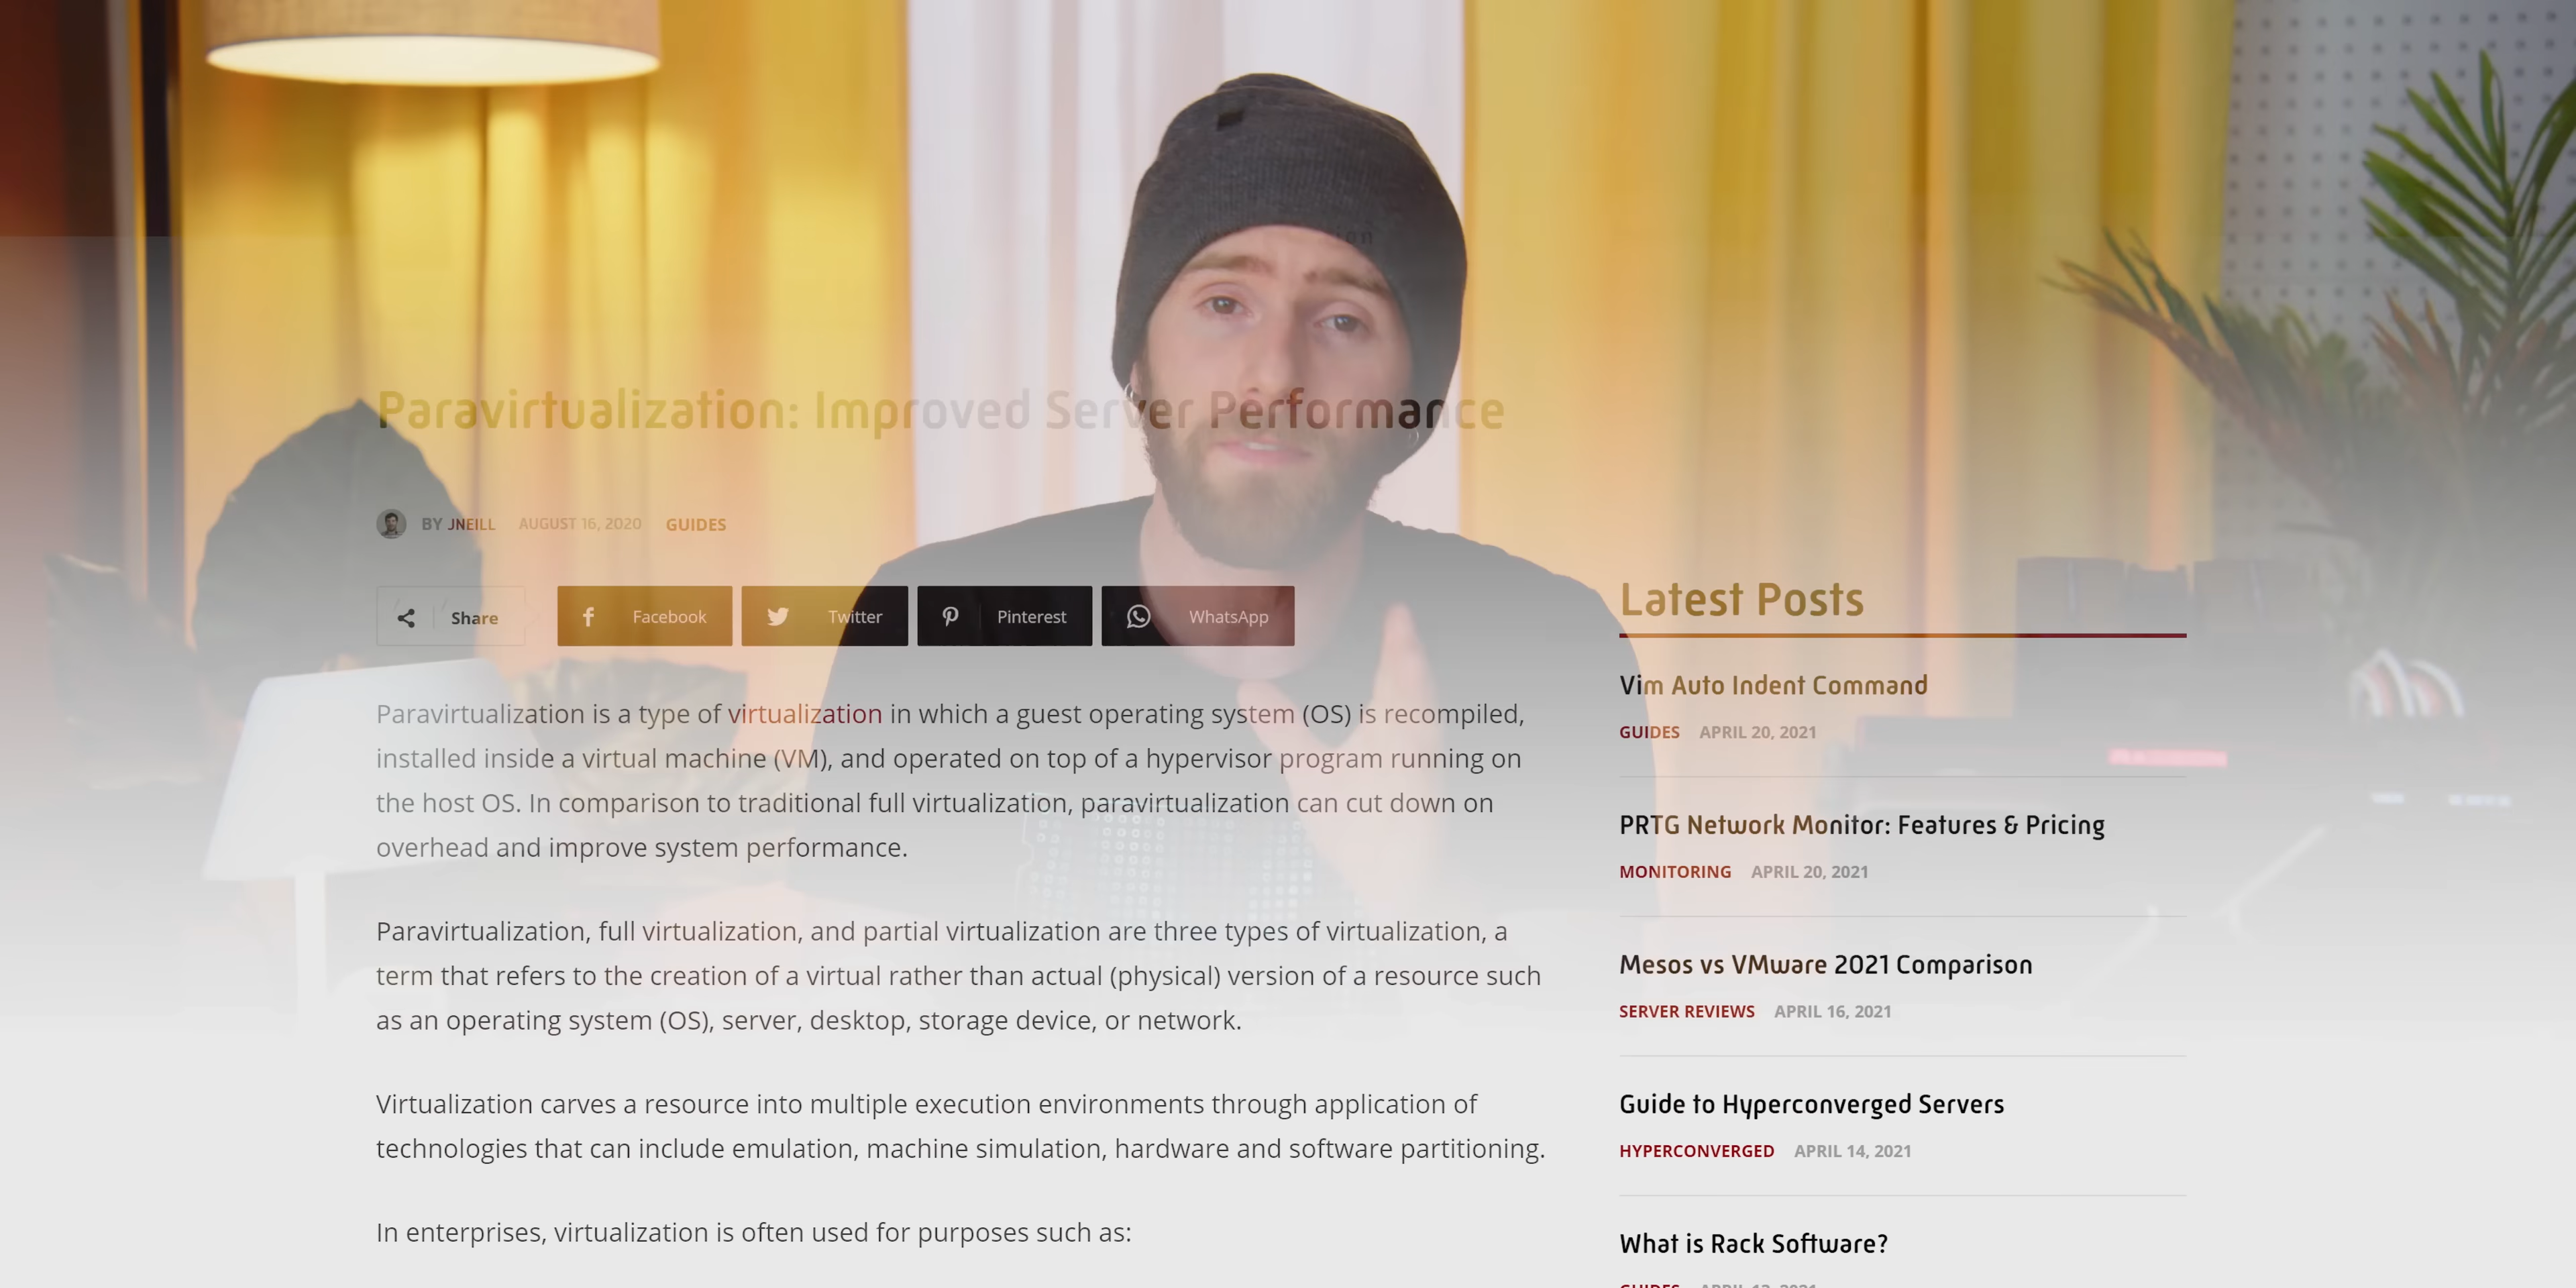 Paravirtualization: Improved Server Performance
BY JNEILL AUGUST 16, 2020 GUIDES
Share Facebook Twitter Pinterest WhatsApp
Paravirtualization is a type of virtualization in which a guest operating system (OS) is recompiled,
installed inside a virtual machine (VM), and operated on top of a hypervisor program running on
the host OS. In comparison to traditional full virtualization, paravirtualization can cut down on
overhead and improve system performance.
Paravirtualization, full virtualization, and partial virtualization are three types of virtualization, a
term that refers to the creation of a virtual rather than actual (physical) version of a resource such
as an operating system (OS), server, desktop, storage device, or network.
Virtualization carves a resource into multiple execution environments through application of
technologies that can include emulation, machine simulation, hardware and software partitioning.
In enterprises, virtualization is often used for purposes such as:
Latest Posts
Vim Auto Indent Command
GUIDES APRIL 20, 2021
PRTG Network Monitor: Features & Pricing
MONITORING APRIL 20, 2021
Mesos vs VMware 2021 Comparison
SERVER REVIEWS APRIL 16, 2021
Guide to Hyperconverged Servers
HYPERCONVERGED APRIL 14, 2021
What is Rack Software?